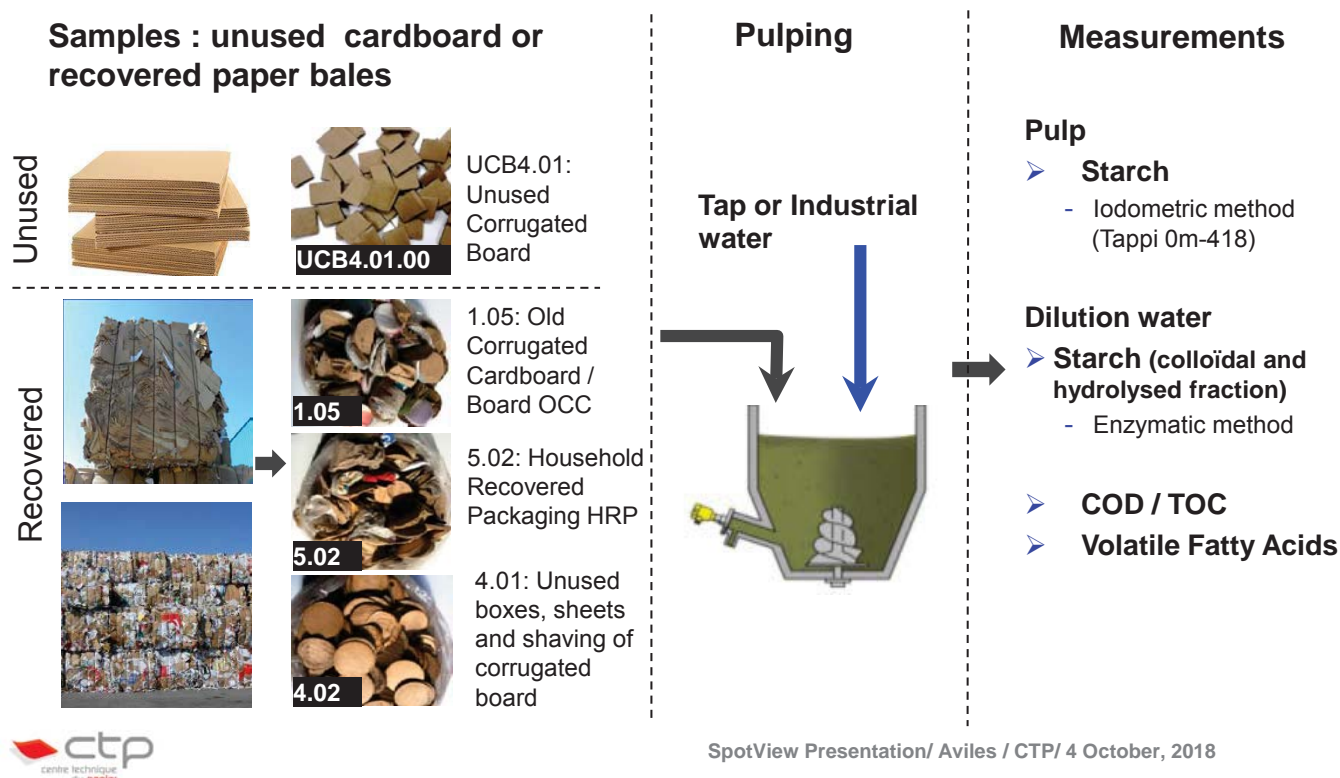 Samples : unused cardboard or
recovered paper bales
Unused
UCB4.01.00
UCB4.01:
Unused
Corrugated
Board
Recovered
1.05
1.05: Old
Corrugated
Cardboard /
Board OCC
5.02
5.02: Household
Recovered
Packaging HRP
4.02
4.01: Unused
boxes, sheets
and shaving of
corrugated
board
Pulping
Tap or Industrial
water
Measurements
Pulp
➢ Starch
- Iodometric method
(Tappi 0m-418)
Dilution water
➢ Starch (colloïdal and
hydrolysed fraction)
- Enzymatic method
➢ COD / TOC
➢ Volatile Fatty Acids
ctp
centre technique
SpotView Presentation/ Aviles / CTP/ 4 October, 2018